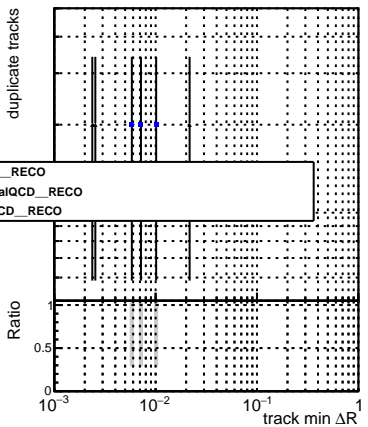 duplicate tracks
__RECO
alQCD__RECO
CD__RECO
Ratio
1
0.5
0
10⁻³ 10⁻² 10⁻¹ 1
track min ΔR